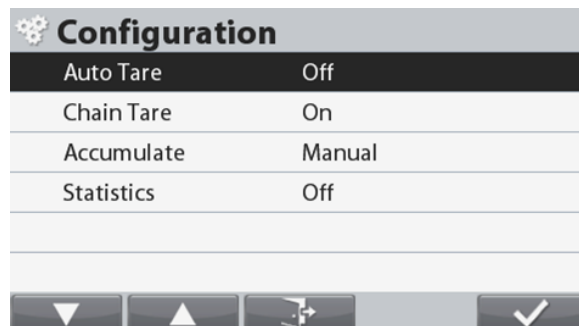 Configuration
Auto Tare Off
Chain Tare On
Accumulate Manual
Statistics Off